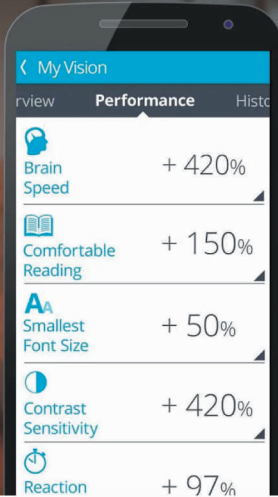 < My Vision
rview Performance Histo
Brain
Speed
+ 420%
Comfortable
Reading
+ 150%
AA
Smallest
Font Size
+ 50%
Contrast
Sensitivity
+ 420%
Reaction
+ 97%